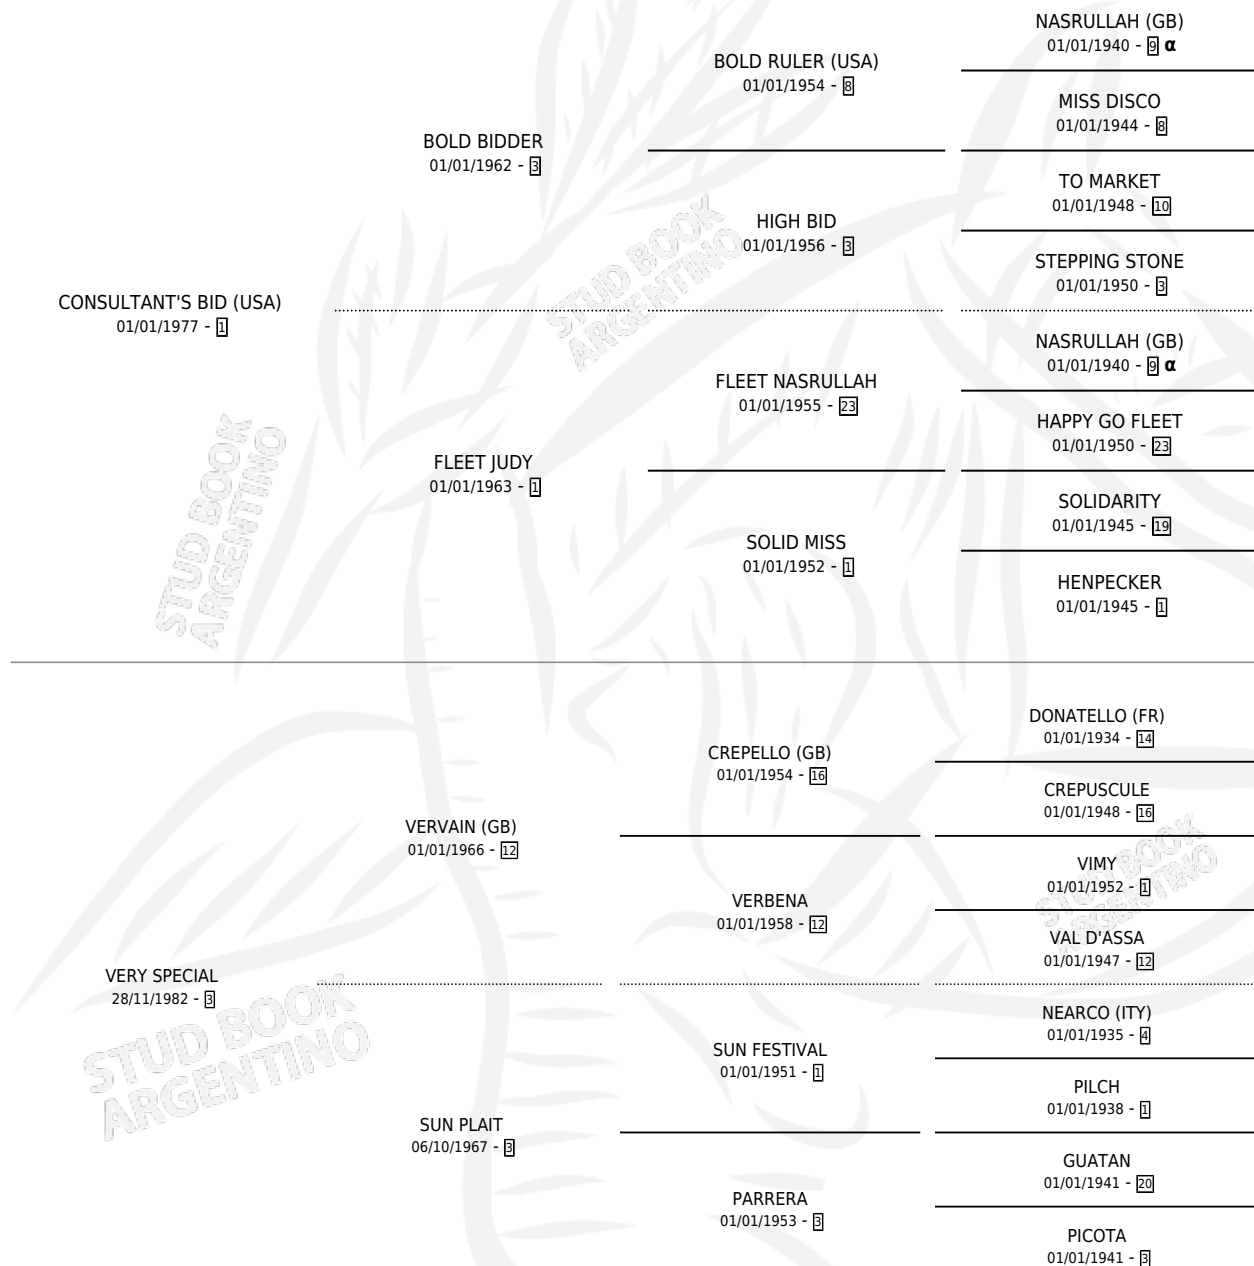 NASRULLAH (GB)
01/01/1940 - 9 α
BOLD RULER (USA)
01/01/1954 - 8
MISS DISCO
01/01/1944 - 8
BOLD BIDDER
01/01/1962 - 3
TO MARKET
01/01/1948 - 10
HIGH BID
01/01/1956 - 3
STEPPING STONE
01/01/1950 - 3
CONSULTANT'S BID (USA)
01/01/1977 - 1
NASRULLAH (GB)
01/01/1940 - 9 α
FLEET NASRULLAH
01/01/1955 - 23
HAPPY GO FLEET
01/01/1950 - 23
FLEET JUDY
01/01/1963 - 1
SOLIDARITY
01/01/1945 - 19
SOLID MISS
01/01/1952 - 1
HENPECKER
01/01/1945 - 1
DONATELLO (FR)
01/01/1934 - 14
CREPELLO (GB)
01/01/1954 - 16
CREPUSCULE
01/01/1948 - 16
VERVAIN (GB)
01/01/1966 - 12
VIMY
01/01/1952 - 1
VERBENA
01/01/1958 - 12
VAL D'ASSA
01/01/1947 - 12
VERY SPECIAL
28/11/1982 - 3
NEARCO (ITY)
01/01/1935 - 4
SUN FESTIVAL
01/01/1951 - 1
PILCH
01/01/1938 - 1
SUN PLAIT
06/10/1967 - 3
GUATAN
01/01/1941 - 20
PARRERA
01/01/1953 - 3
PICOTA
01/01/1941 - 3
STUD BOOK
ARGENTINO
STUD BOOK
ARGENTINO
STUD BOOK
ARGENTINO
STUD BOOK
ARGENTINO